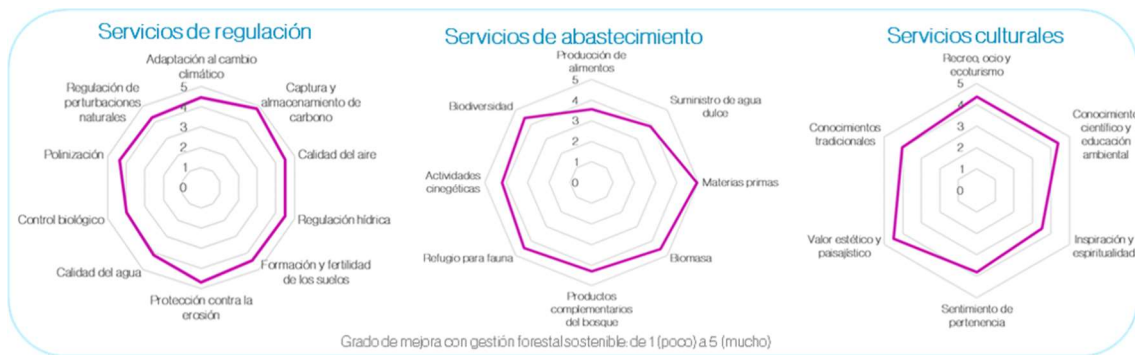 Servicios de regulación
Adaptación al cambio
climático
Captura y
almacenamiento de
carbono
Calidad del aire
Regulación hídrica
Formación y fertilidad
de los suelos
Protección contra la
erosión
Calidad del agua
Control biológico
Polinización
Regulación de
perturbaciones
naturales
5
4
3
2
1
0
Servicios de abastecimiento
Producción de
alimentos
Suministro de agua
dulce
Materias primas
Biomasa
Productos
complementarios
del bosque
Refugio para fauna
Actividades
cinegéticas
Biodiversidad
5
4
3
2
1
0
Servicios culturales
Recreo, ocio y
ecoturismo
Conocimiento
científico y
educación
ambiental
Inspiración y
espiritualidad
Sentimiento de
pertenencia
Valor estético y
paisajístico
Conocimientos
tradicionales
5
4
3
2
1
0
Grado de mejora con gestión forestal sostenible: de 1 (poco) a 5 (mucho)